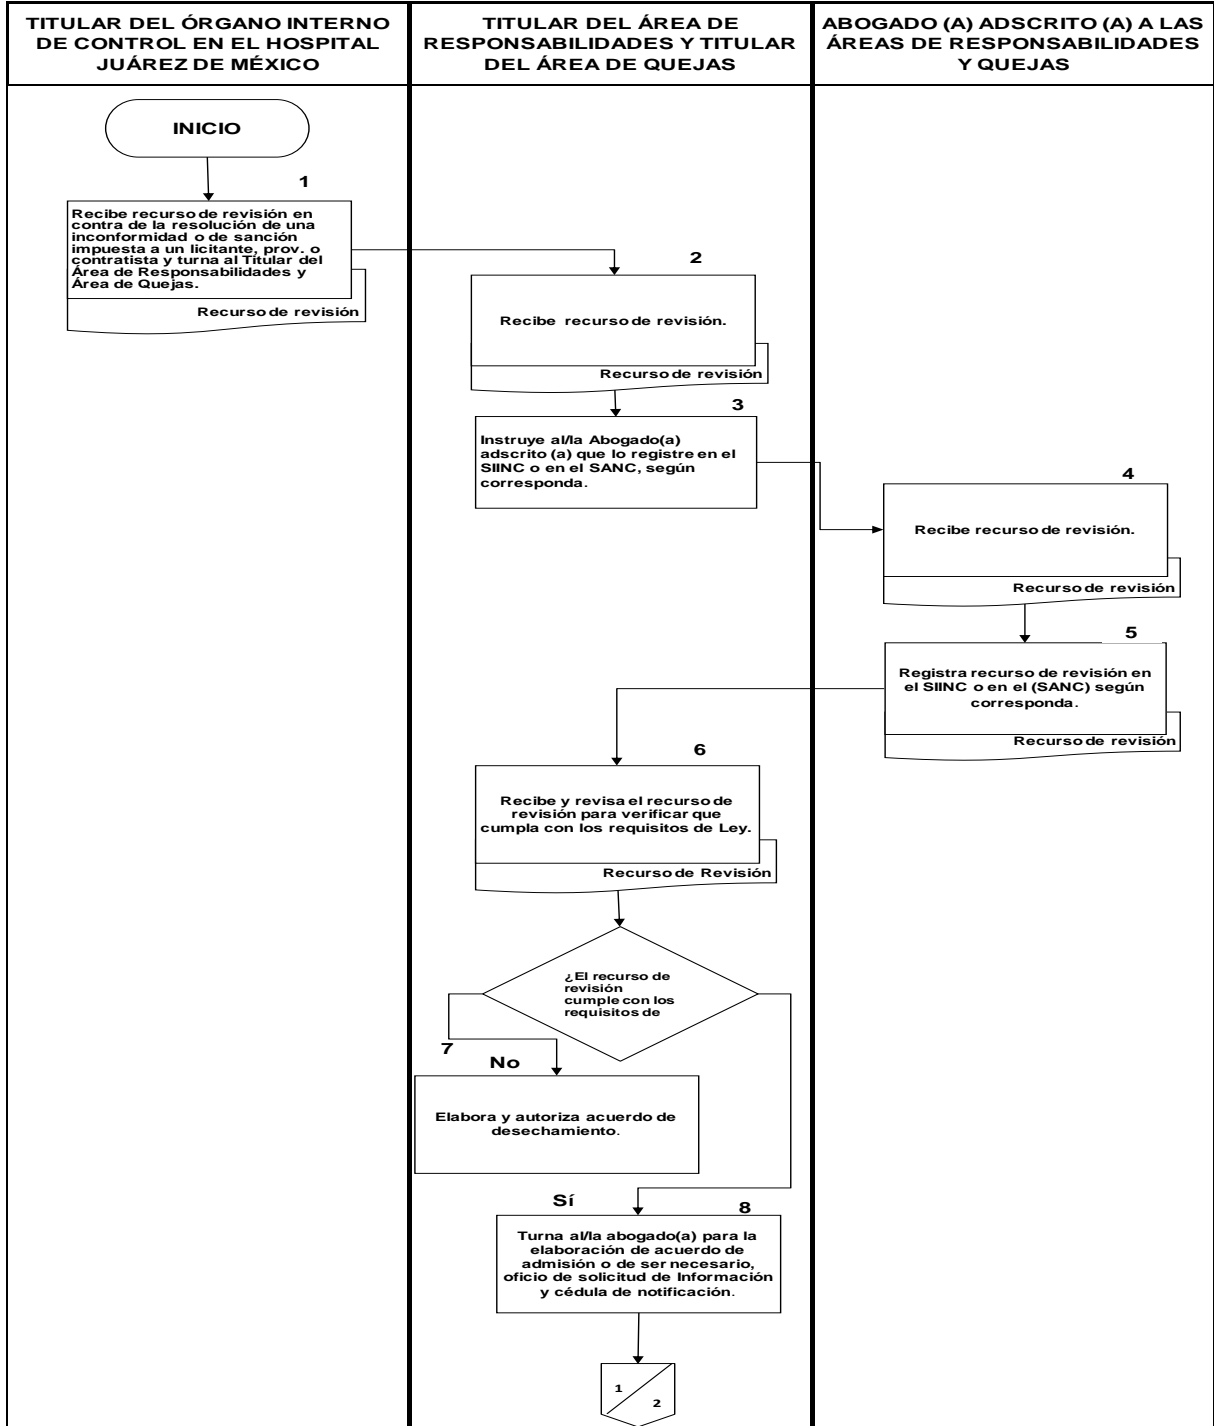 TITULAR DEL ÓRGANO INTERNO
DE CONTROL EN EL HOSPITAL
JUÁREZ DE MÉXICO
TITULAR DEL ÁREA DE
RESPONSABILIDADES Y TITULAR
DEL ÁREA DE QUEJAS
ABOGADO (A) ADSCRITO (A) A LAS
ÁREAS DE RESPONSABILIDADES
Y QUEJAS
INICIO
1
Recibe recurso de revisión en
contra de la resolución de una
inconformidad o de sanción
impuesta a un licitante, prov. o
contratista y turna al Titular del
Área de Responsabilidades y
Área de Quejas.
Recurso de revisión
2
Recibe recurso de revisión.
Recurso de revisión
3
Instruye al/la Abogado(a)
adscrito (a) que lo registre en el
SIINC o en el SANC, según
corresponda.
4
Recibe recurso de revisión.
Recurso de revisión
5
Registra recurso de revisión en
el SIINC o en el (SANC) según
corresponda.
Recurso de revisión
6
Recibe y revisa el recurso de
revisión para verificar que
cumpla con los requisitos de Ley.
Recurso de Revisión
¿El recurso de
revisión
cumple con los
requisitos de
7
No
Elabora y autoriza acuerdo de
desechamiento.
Sí
8
Turna al/la abogado(a) para la
elaboración de acuerdo de
admisión o de ser necesario,
oficio de solicitud de Información
y cédula de notificación.
1
2